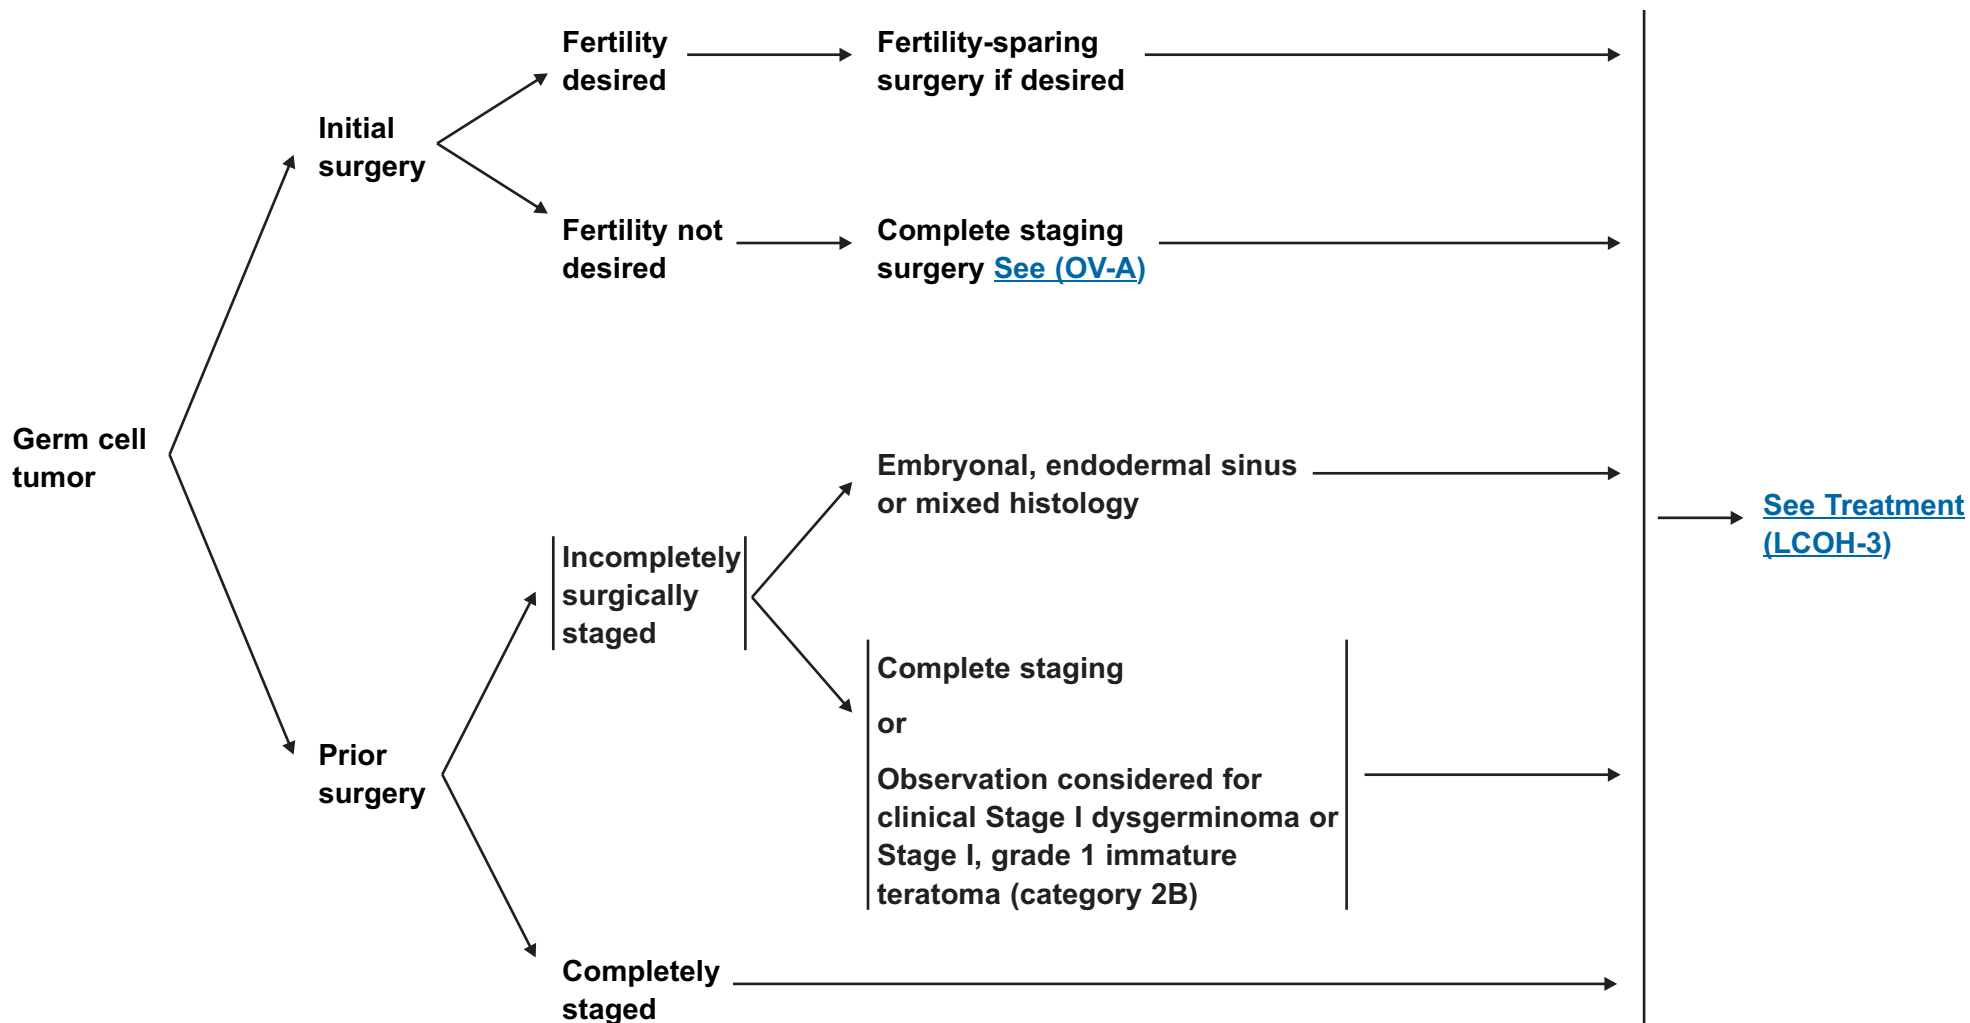 Germ cell
tumor
Initial
surgery
Fertility
desired
Fertility-sparing
surgery if desired
Fertility not
desired
Complete staging
surgery See (OV-A)
Prior
surgery
Incompletely
surgically
staged
Embryonal, endodermal sinus
or mixed histology
Complete staging
or
Observation considered for
clinical Stage I dysgerminoma or
Stage I, grade 1 immature
teratoma (category 2B)
Completely
staged
See Treatment
(LCOH-3)